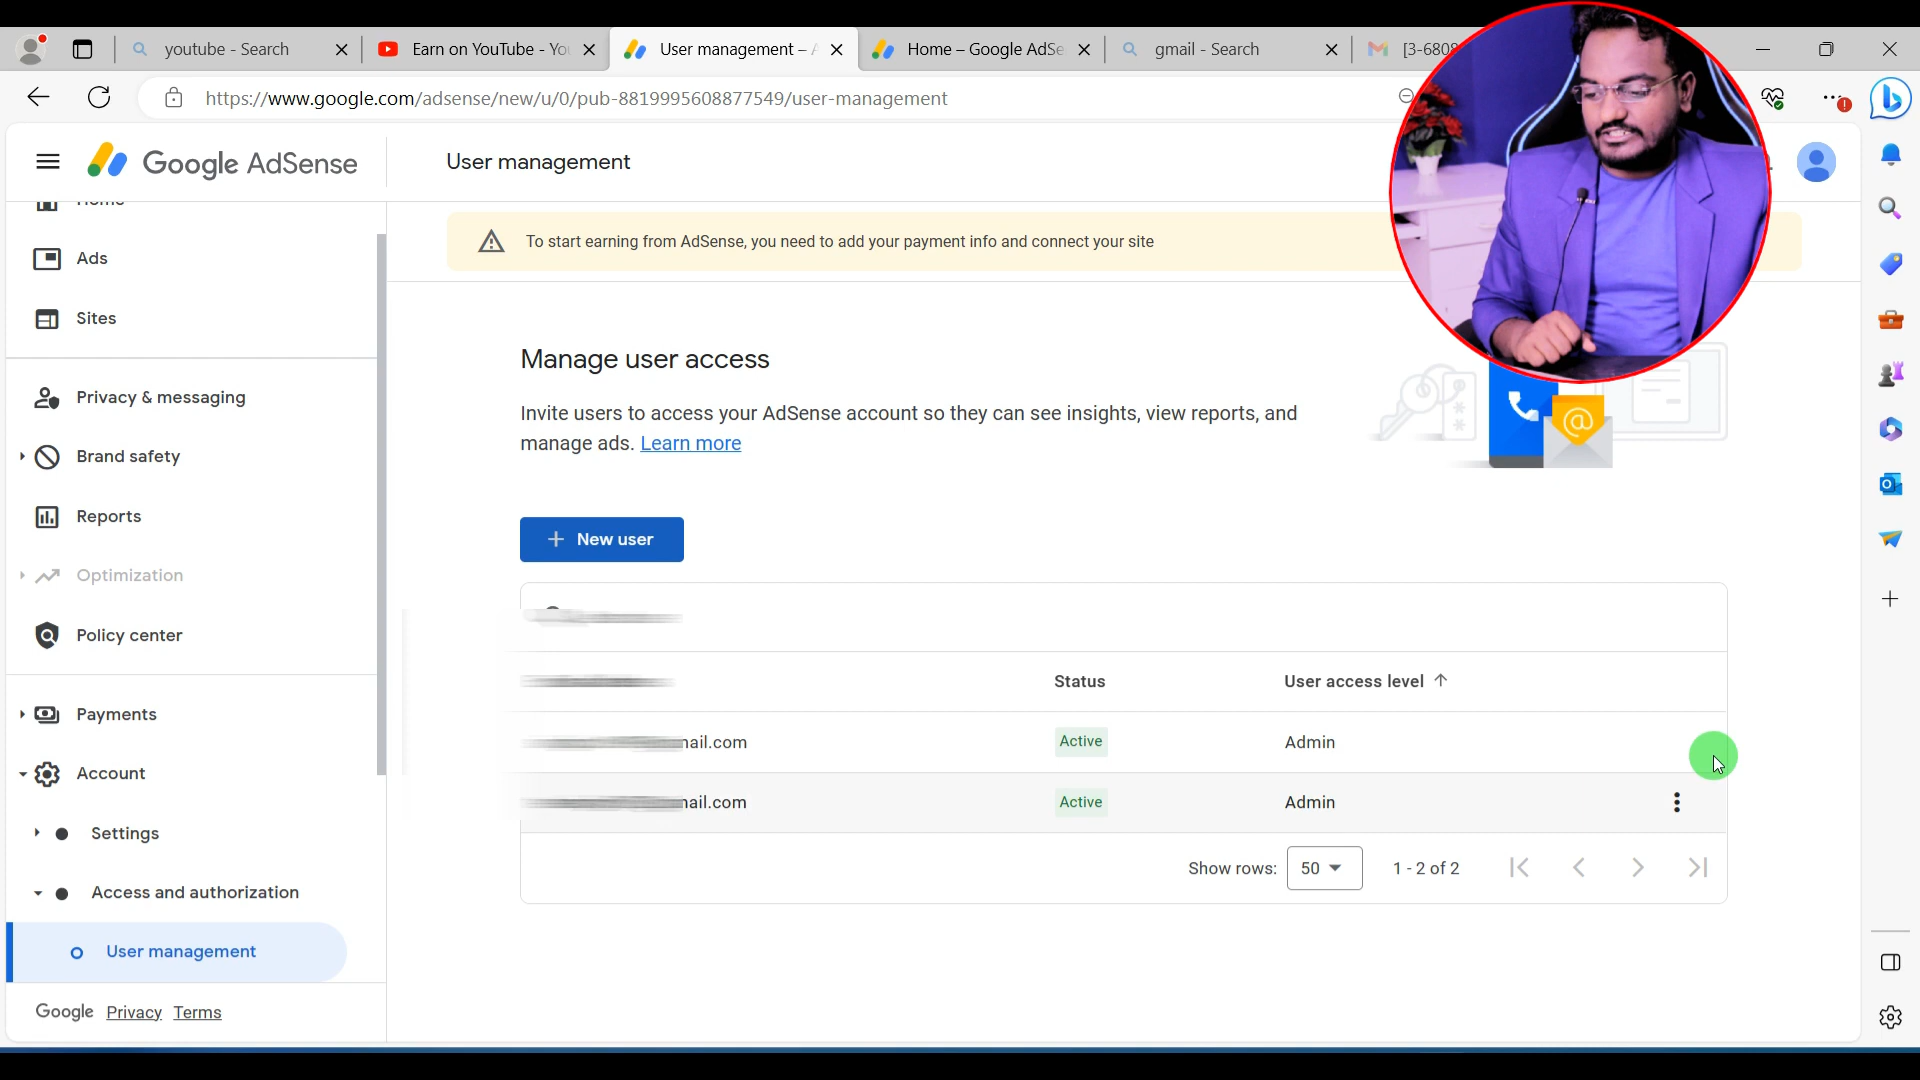 youtube - Search
Earn on YouTube - Yo
User management –
Home – Google AdSe
gmail - Search
[3-6808
https://www.google.com/adsense/new/u/0/pub-8819995608877549/user-management
Google AdSense
User management
To start earning from AdSense, you need to add your payment info and connect your site
Home
Ads
Sites
Privacy & messaging
Brand safety
Reports
Optimization
Policy center
Payments
Account
Settings
Access and authorization
User management
Google Privacy Terms
Manage user access
Invite users to access your AdSense account so they can see insights, view reports, and
manage ads. Learn more
+ New user
Status User access level
nail.com Active Admin
nail.com Active Admin
Show rows: 50 1 - 2 of 2